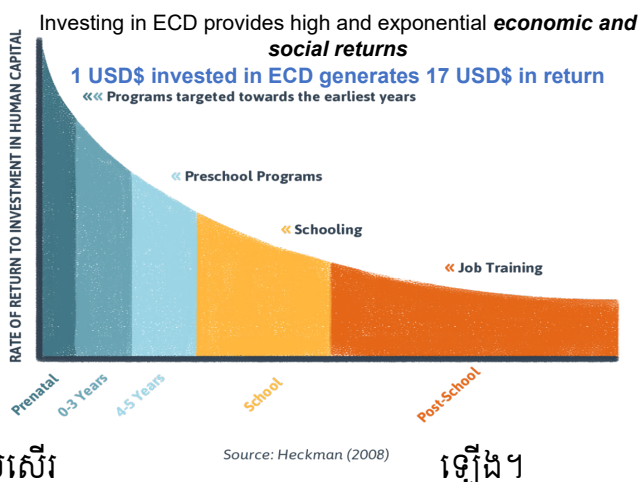 Investing in ECD provides high and exponential economic and
social returns
1 USD$ invested in ECD generates 17 USD$ in return
«« Programs targeted towards the earliest years
« Preschool Programs
« Schooling
« Job Training
RATE OF RETURN TO INVESTMENT IN HUMAN CAPITAL
Prenatal
0-3 Years
4-5 Years
School
Post-School
Source: Heckman (2008)
ឡើង។